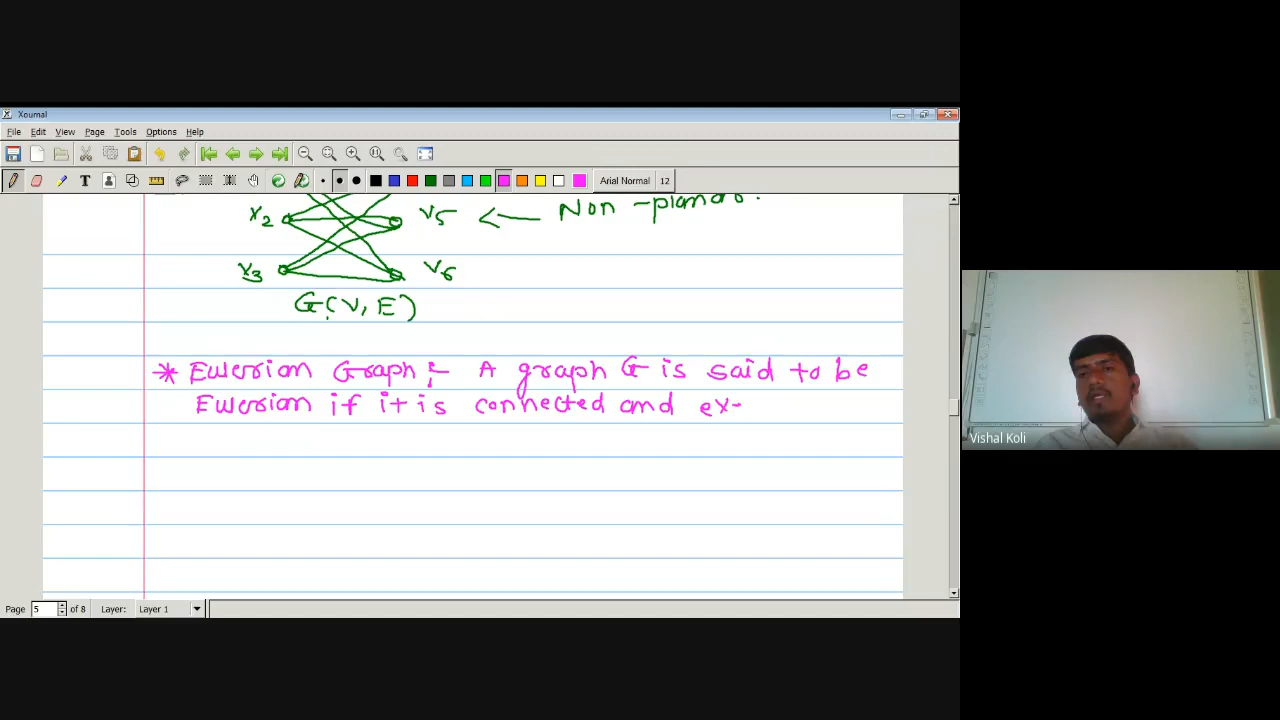 Xournal
File Edit View Page Tools Options Help
Arial Normal 12
v2 v5 ← Non-planar.
v3 v6
G(V, E)
* Eulerian Graph :- A graph G is said to be
Eulerian if it is connected and ex-
Vishal Koli
Page 5 of 8 Layer: Layer 1